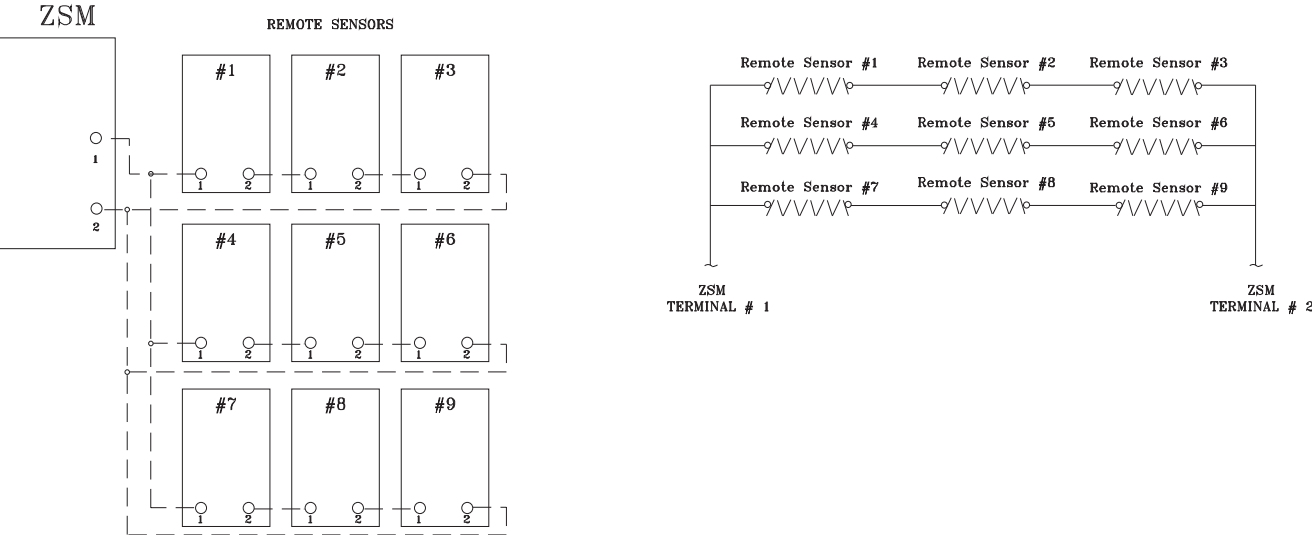 ZSM
REMOTE SENSORS
#1 #2 #3
1
1 2 1 2 1 2
2
#4 #5 #6
1 2 1 2 1 2
#7 #8 #9
1 2 1 2 1 2
Remote Sensor #1 Remote Sensor #2 Remote Sensor #3
Remote Sensor #4 Remote Sensor #5 Remote Sensor #6
Remote Sensor #7 Remote Sensor #8 Remote Sensor #9
ZSM
TERMINAL # 1
ZSM
TERMINAL # 2